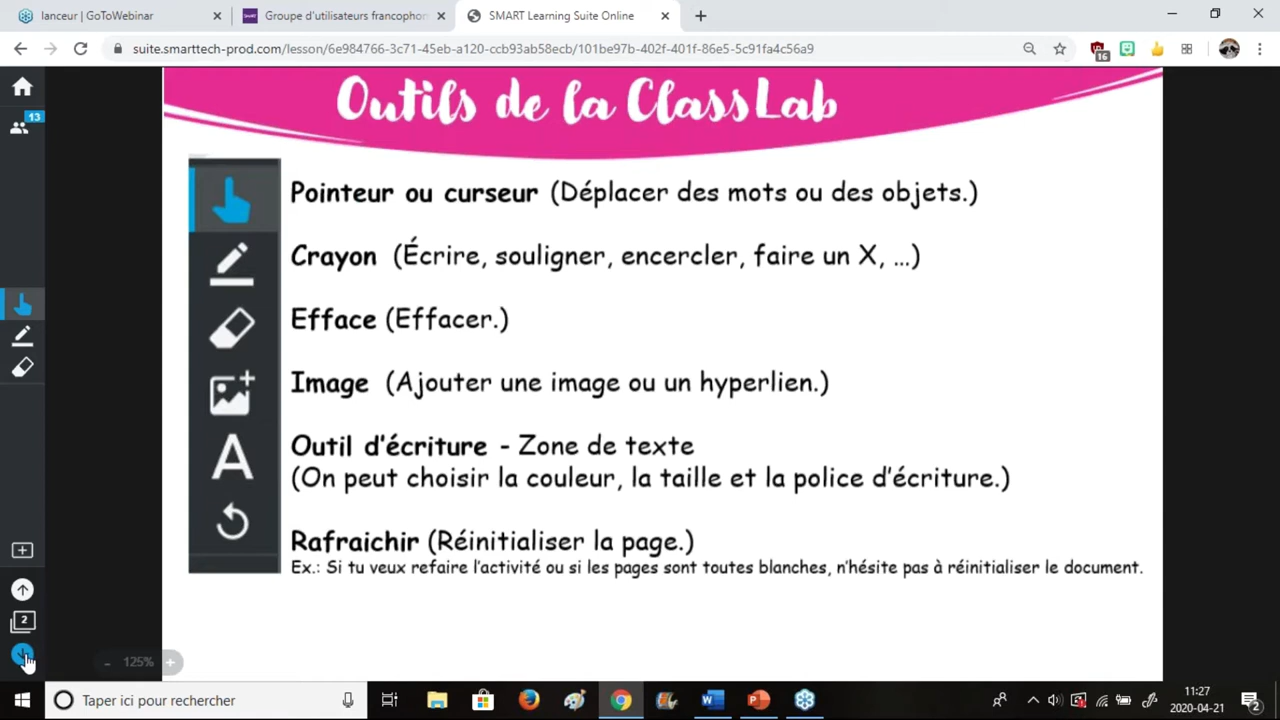 lanceur | GoToWebinar
Groupe d'utilisateurs francophon
SMART Learning Suite Online
suite.smarttech-prod.com/lesson/6e984766-3c71-45eb-a120-ccb93ab58ecb/101be97b-402f-401f-86e5-5c91fa4c56a9
16
13
Outils de la ClassLab
Pointeur ou curseur (Déplacer des mots ou des objets.)
Crayon (Écrire, souligner, encercler, faire un X, ...)
Efface (Effacer.)
Image (Ajouter une image ou un hyperlien.)
A
Outil d'écriture - Zone de texte
(On peut choisir la couleur, la taille et la police d'écriture.)
Rafraichir (Réinitialiser la page.)
Ex.: Si tu veux refaire l'activité ou si les pages sont toutes blanches, n'hésite pas à réinitialiser le document.
2
- 125% +
Taper ici pour rechercher
11:27
2020-04-21
2